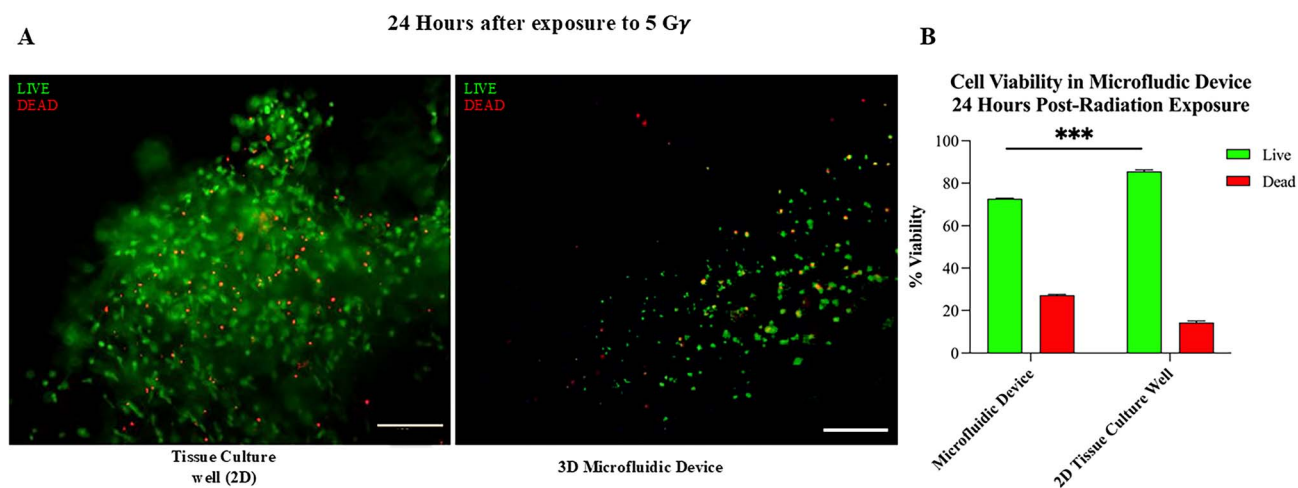 24 Hours after exposure to 5 Gγ
A
B
LIVE
DEAD
LIVE
DEAD
Tissue Culture
well (2D)
3D Microfluidic Device
Cell Viability in Microfludic Device
24 Hours Post-Radiation Exposure
% Viability
100
80
60
40
20
0
***
Live
Dead
Microfluidic Device
2D Tissue Culture Well